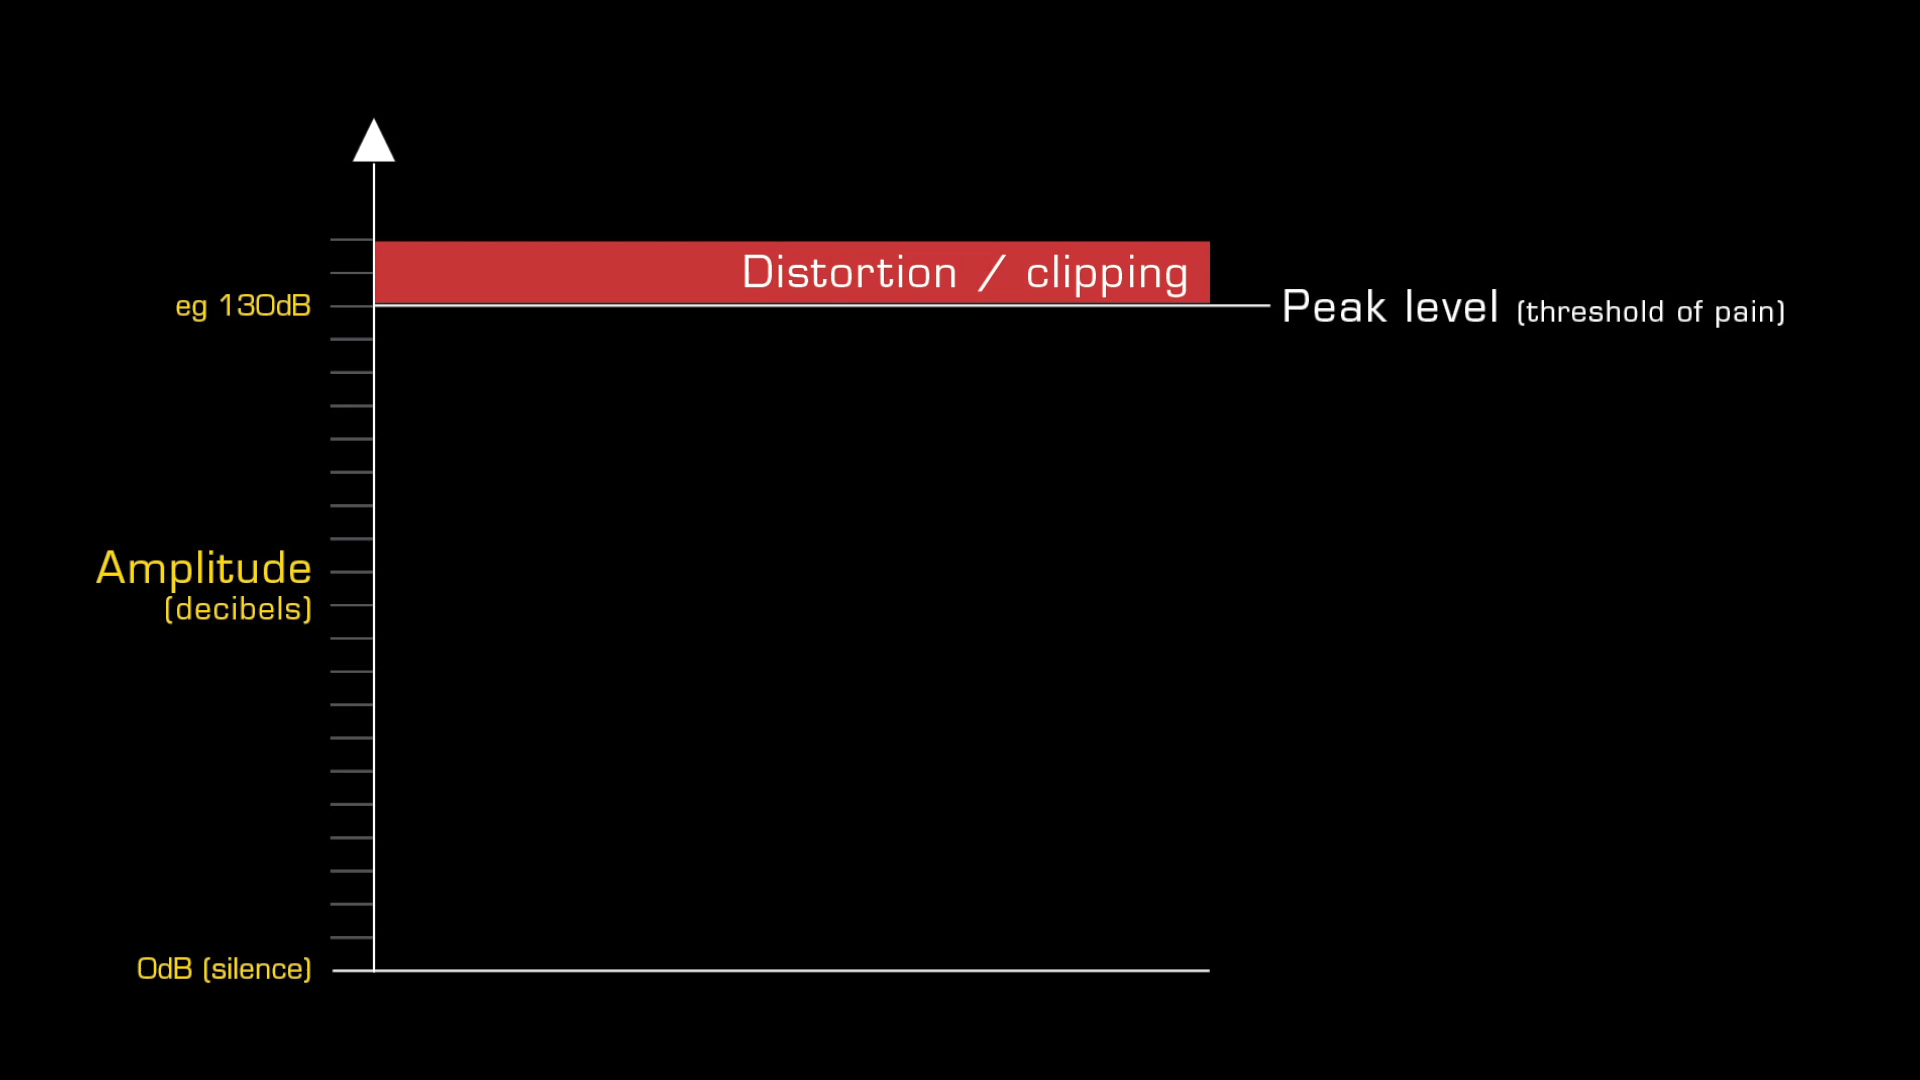 Distortion / clipping
eg 130dB
Peak level (threshold of pain)
Amplitude
(decibels)
0dB (silence)